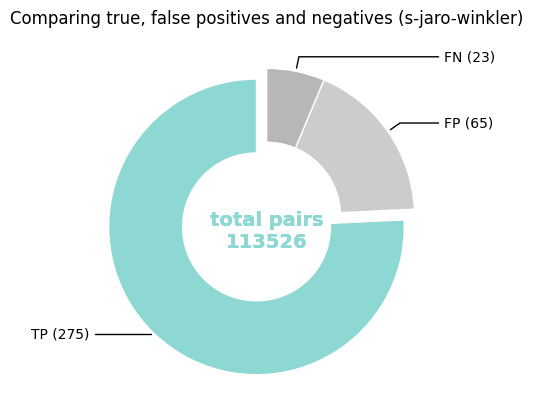 Comparing true, false positives and negatives (s-jaro-winkler)
FN (23)
FP (65)
total pairs
113526
TP (275)